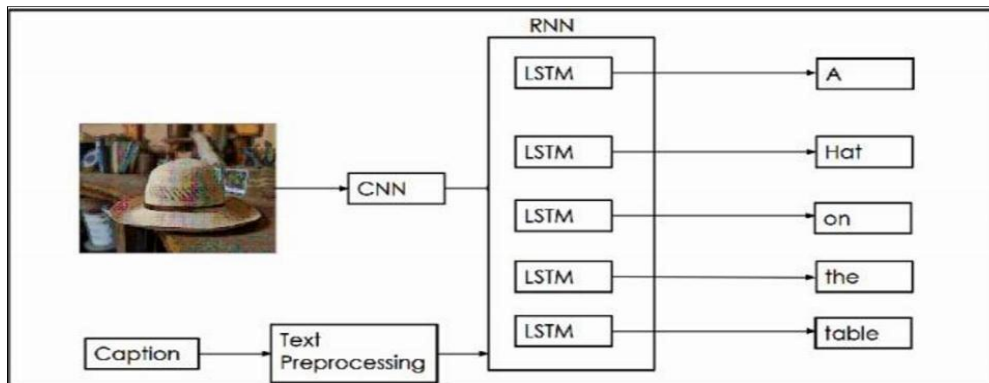 RNN
LSTM
A
LSTM
Hat
CNN
LSTM
on
LSTM
the
LSTM
table
Caption
Text
Preprocessing